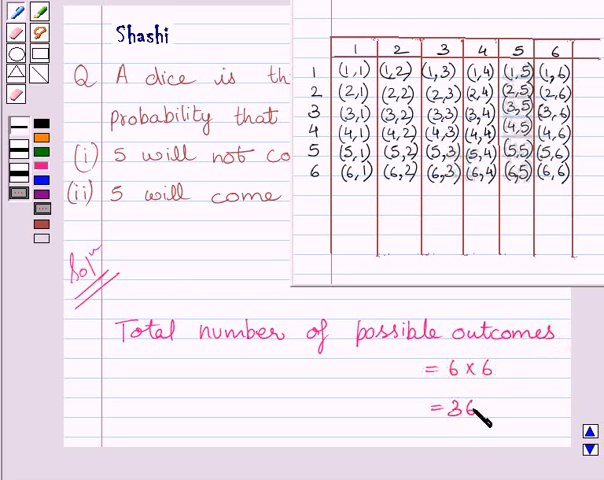 Shashi
Q A dice is th
probability that
(i) 5 will not co
(ii) 5 will come
1 2 3 4 5 6
1 (1,1) (1,2) (1,3) (1,4) (1,5) (1,6)
2 (2,1) (2,2) (2,3) (2,4) (2,5) (2,6)
3 (3,1) (3,2) (3,3) (3,4) (3,5) (3,6)
4 (4,1) (4,2) (4,3) (4,4) (4,5) (4,6)
5 (5,1) (5,2) (5,3) (5,4) (5,5) (5,6)
6 (6,1) (6,2) (6,3) (6,4) (6,5) (6,6)
Solⁿ
Total number of possible outcomes
= 6 × 6
= 36